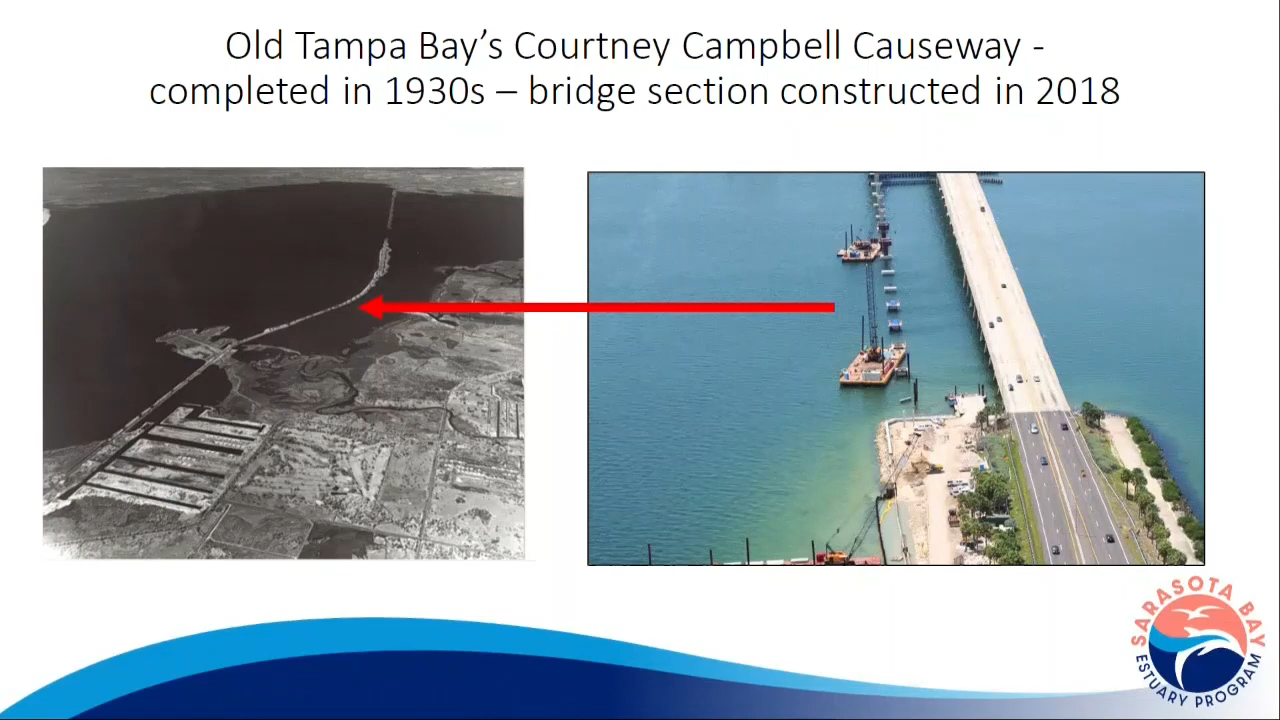 Old Tampa Bay’s Courtney Campbell Causeway -
completed in 1930s – bridge section constructed in 2018
SARASOTA BAY
ESTUARY PROGRAM